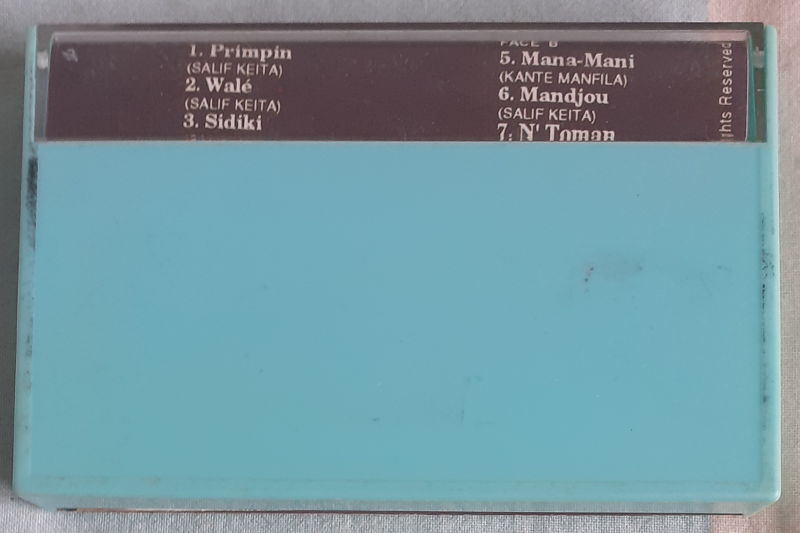 1. Primpin
(SALIF KEITA)
2. Walé
(SALIF KEITA)
3. Sidiki
FACE B
5. Mana-Mani
(KANTE MANFILA)
6. Mandjou
(SALIF KEITA)
7. N' Toman
Reserved